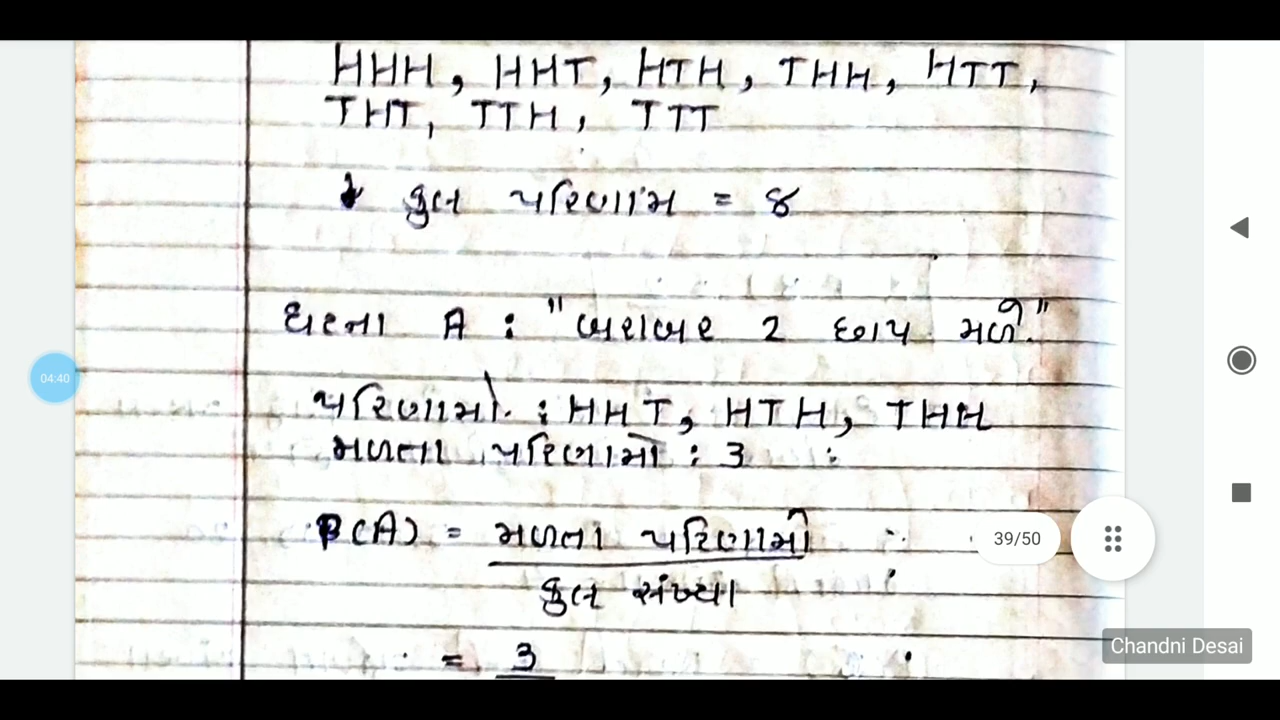 HHH, HHT, HTH, THH, HTT,
THT, TTH, TTT
કુલ પરિણામ = 8
ઘટના A : "બરાબર 2 છાપ મળે."
પરિણામો : HHT, HTH, THH
મળતા પરિણામો : 3
P(A) = મળતા પરિણામો
કુલ સંખ્યા
= 3
04:40
39/50
Chandni Desai